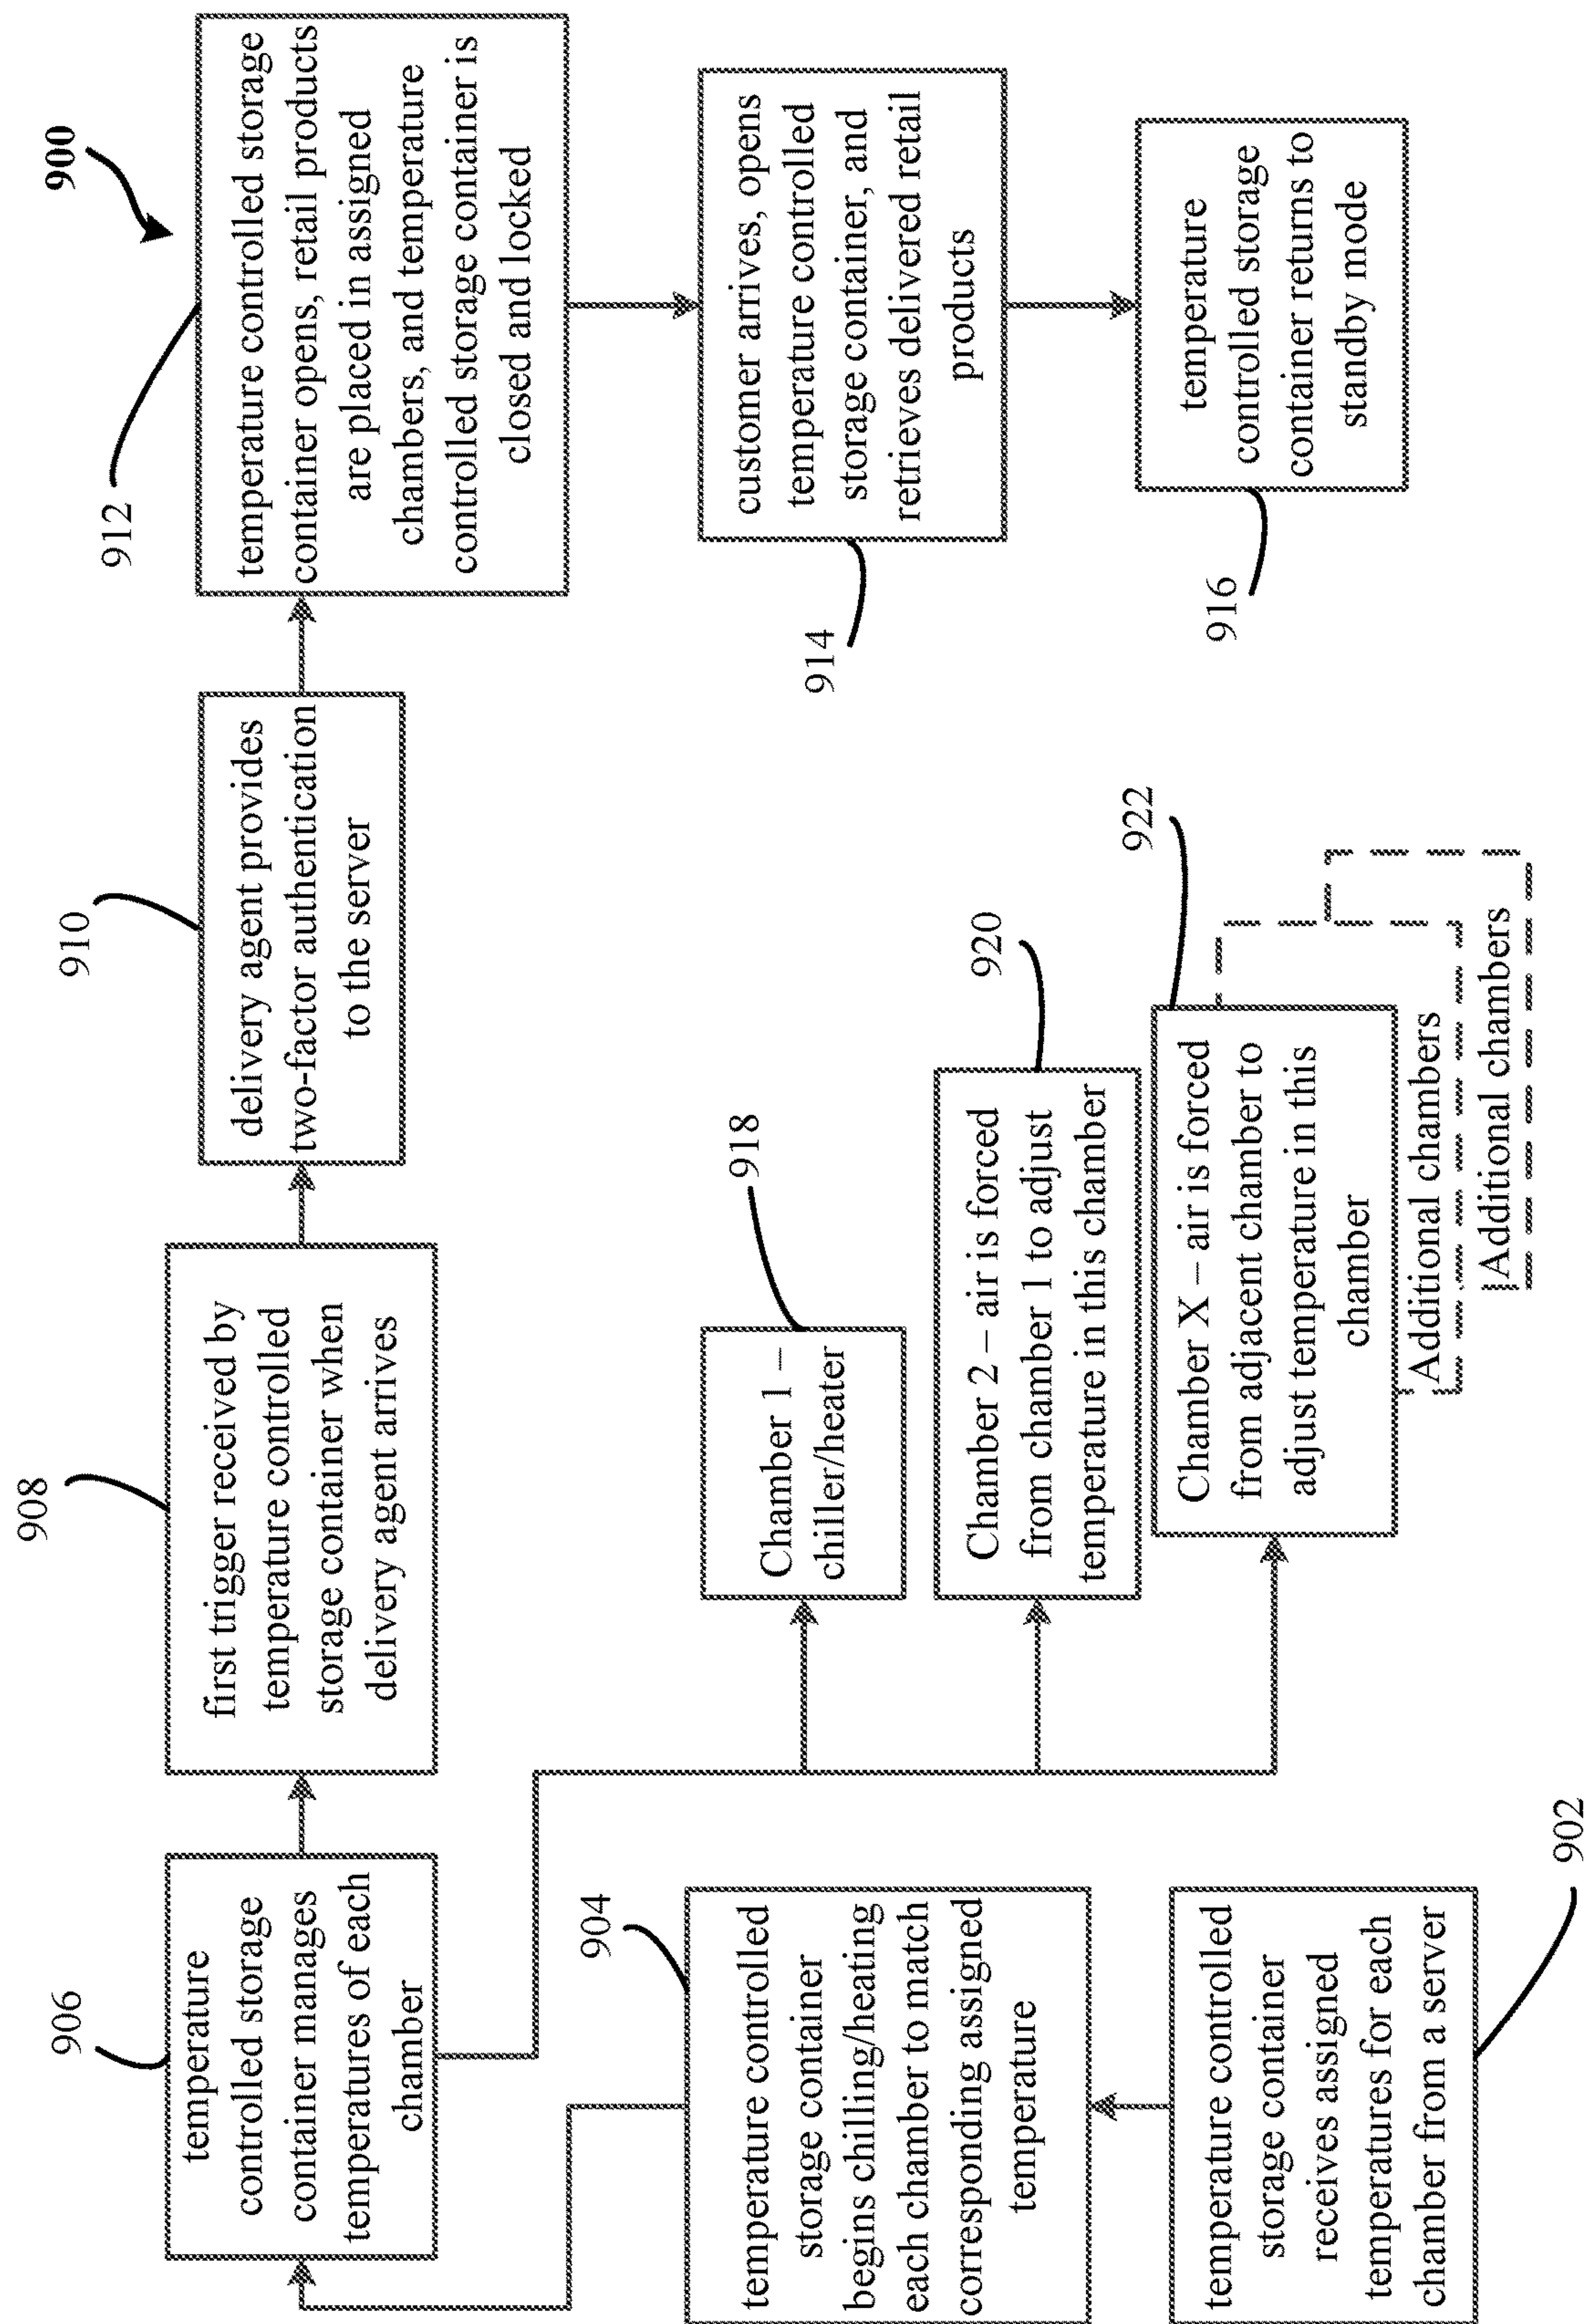 900
906
temperature
controlled storage
container manages
temperatures of each
chamber
908
first trigger received by
temperature controlled
storage container when
delivery agent arrives
910
delivery agent provides
two-factor authentication
to the server
912
temperature controlled storage
container opens, retail products
are placed in assigned
chambers, and temperature
controlled storage container is
closed and locked
904
temperature controlled
storage container
begins chilling/heating
each chamber to match
corresponding assigned
temperature
918
Chamber 1 –
chiller/heater
914
customer arrives, opens
temperature controlled
storage container, and
retrieves delivered retail
products
920
Chamber 2 – air is forced
from chamber 1 to adjust
temperature in this chamber
902
temperature controlled
storage container
receives assigned
temperatures for each
chamber from a server
922
Chamber X – air is forced
from adjacent chamber to
adjust temperature in this
chamber
Additional chambers
Additional chambers
916
temperature
controlled storage
container returns to
standby mode